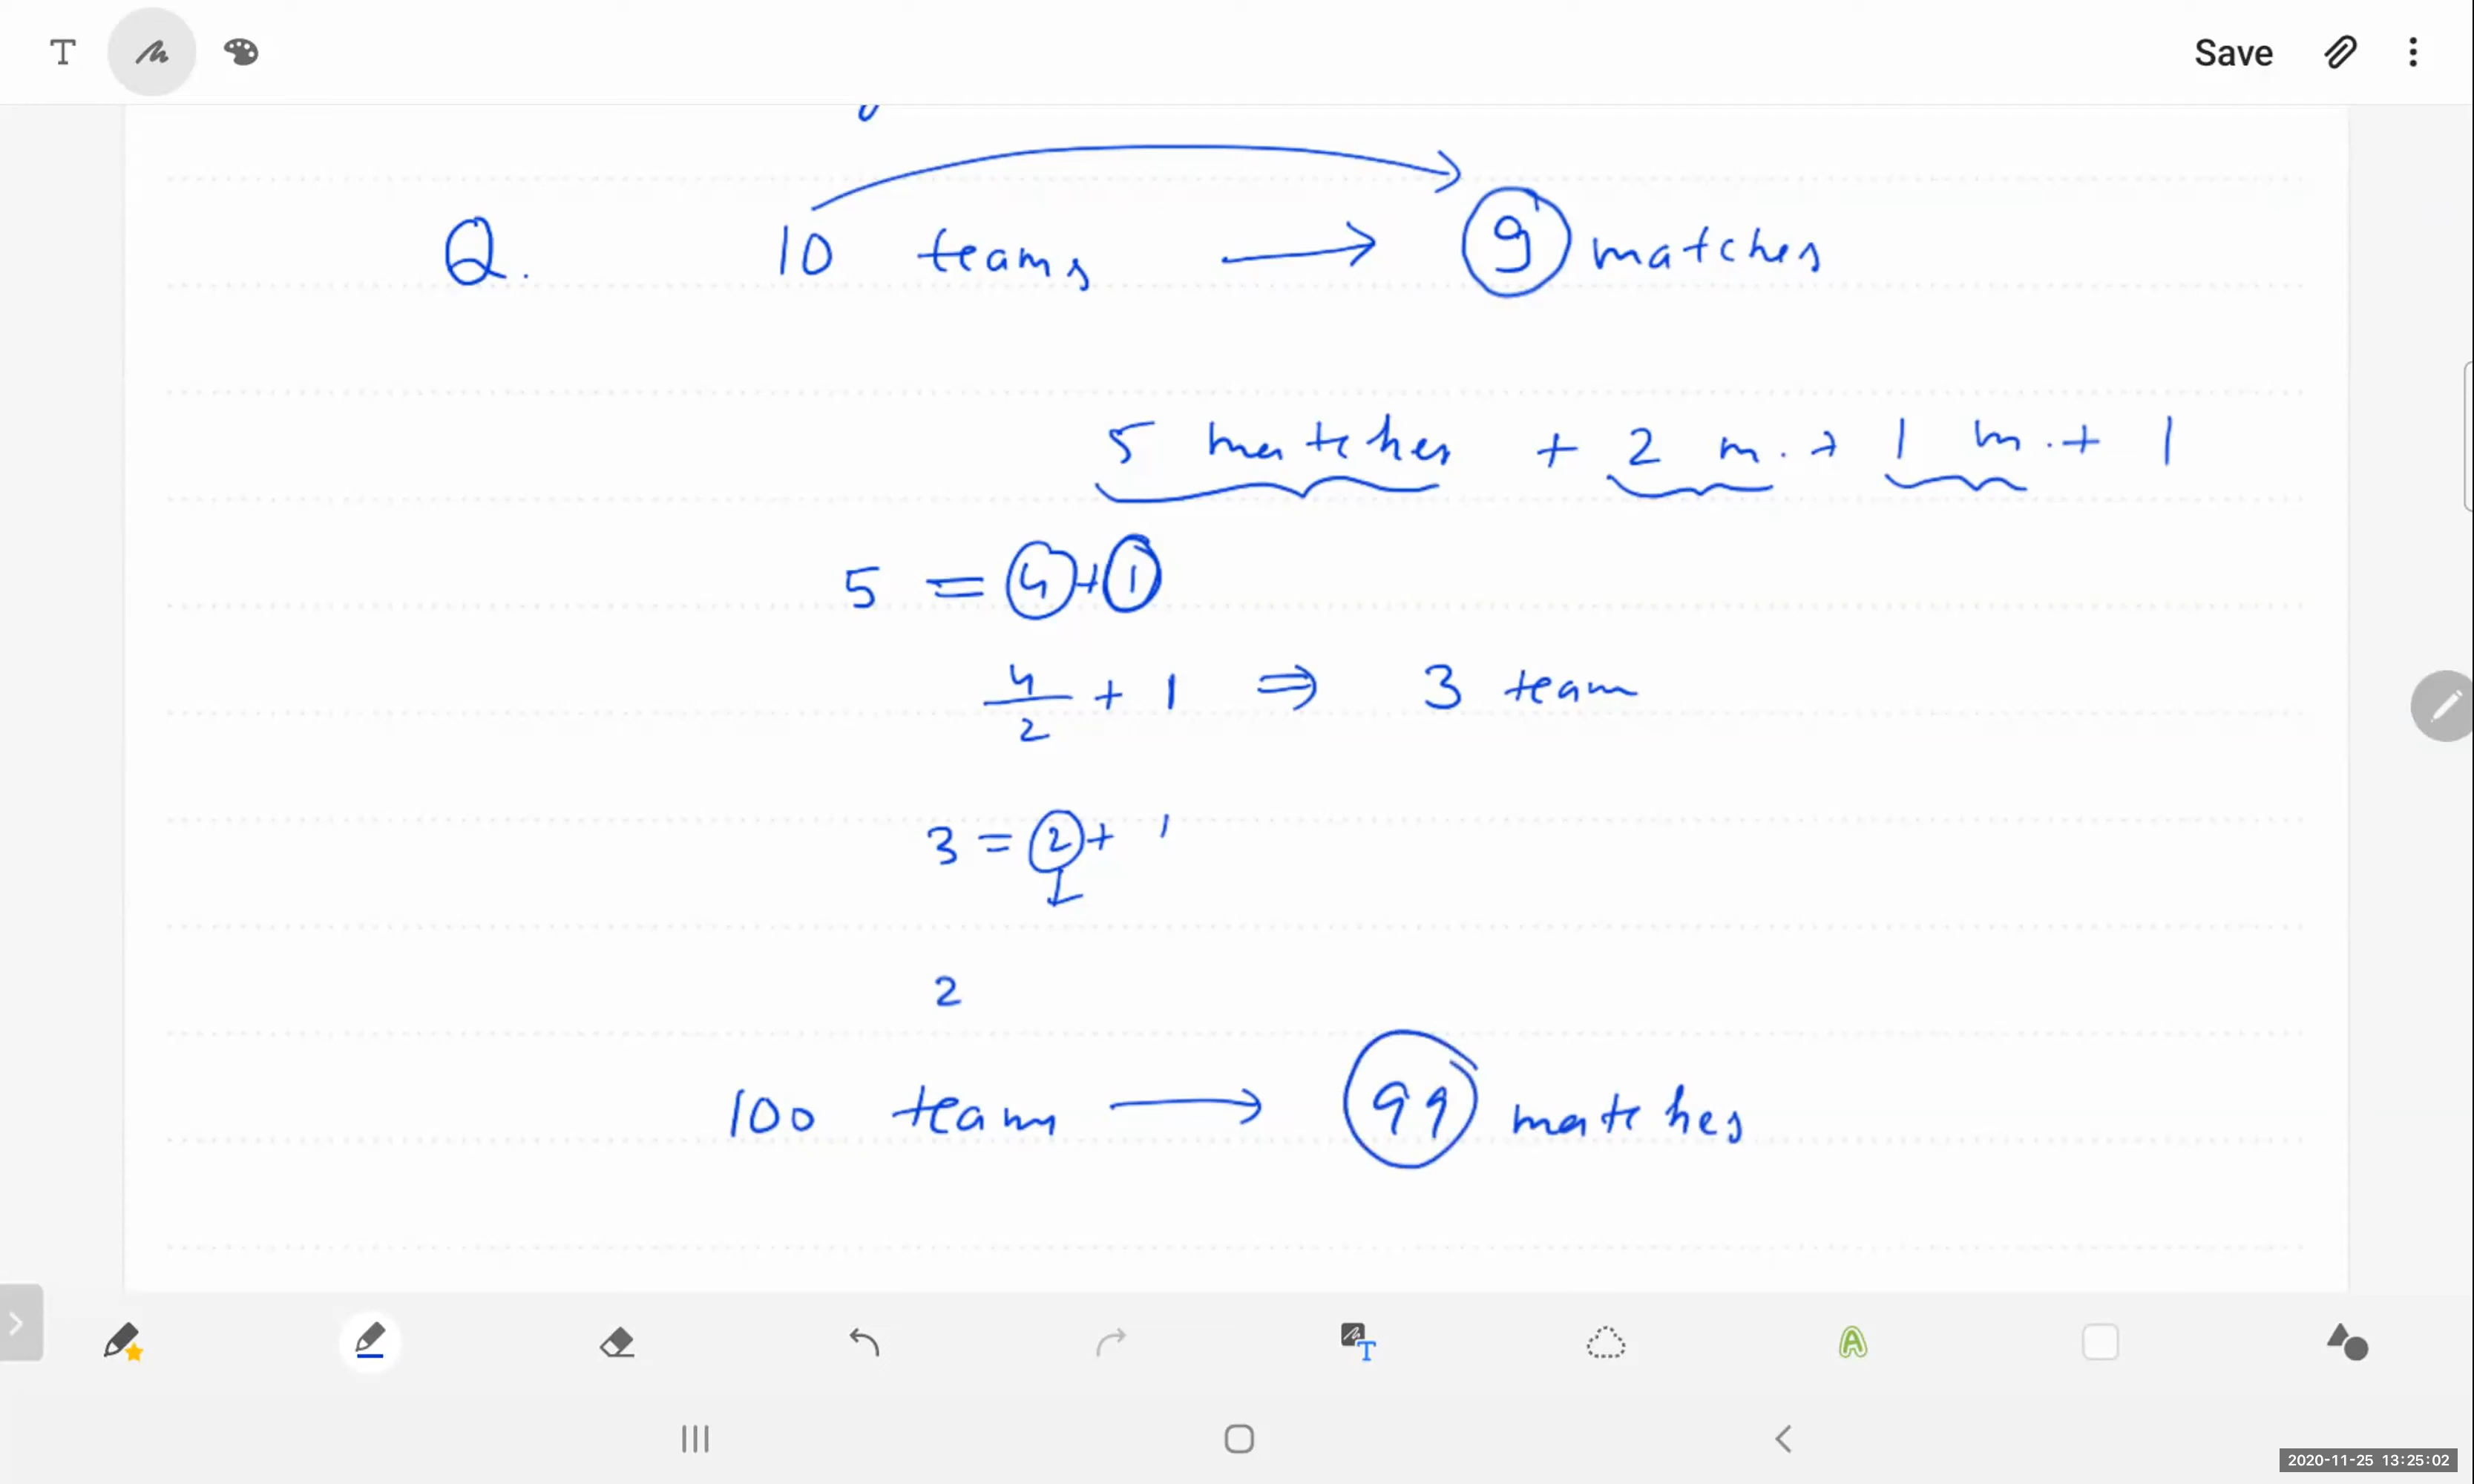 Save
Q. 10 teams → 9 matches
5 matches + 2 m. + 1 m. + 1
5 = 4 + 1
4/2 + 1 ⇒ 3 team
3 = 2 + 1
2
100 team → 99 matches
2020-11-25 13:25:02